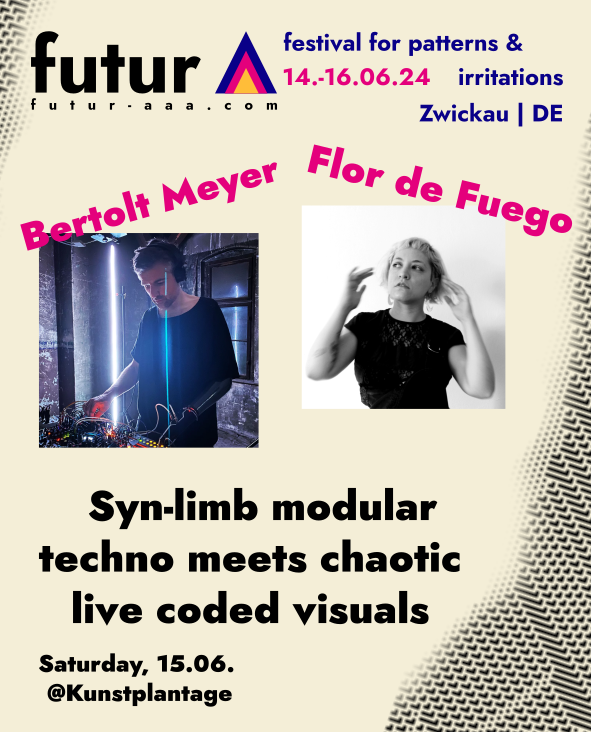 futur
futur-aaa.com
festival for patterns &
14.-16.06.24 irritations
Zwickau | DE
Bertolt Meyer
Flor de Fuego
Syn-limb modular
techno meets chaotic
live coded visuals
Saturday, 15.06.
@Kunstplantage